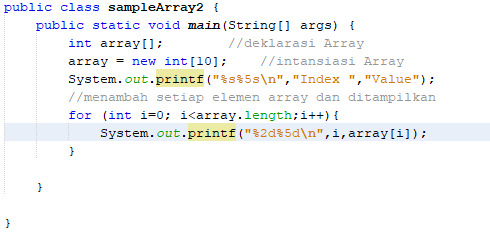 public class sampleArray2 {
public static void main(String[] args) {
int array[]; //deklarasi Array
array = new int[10]; //intansiasi Array
System.out.printf("%s%5s\n","Index ","Value");
//menambah setiap elemen array dan ditampilkan
for (int i=0; i<array.length;i++){
System.out.printf("%2d%5d\n",i,array[i]);
}
}
}